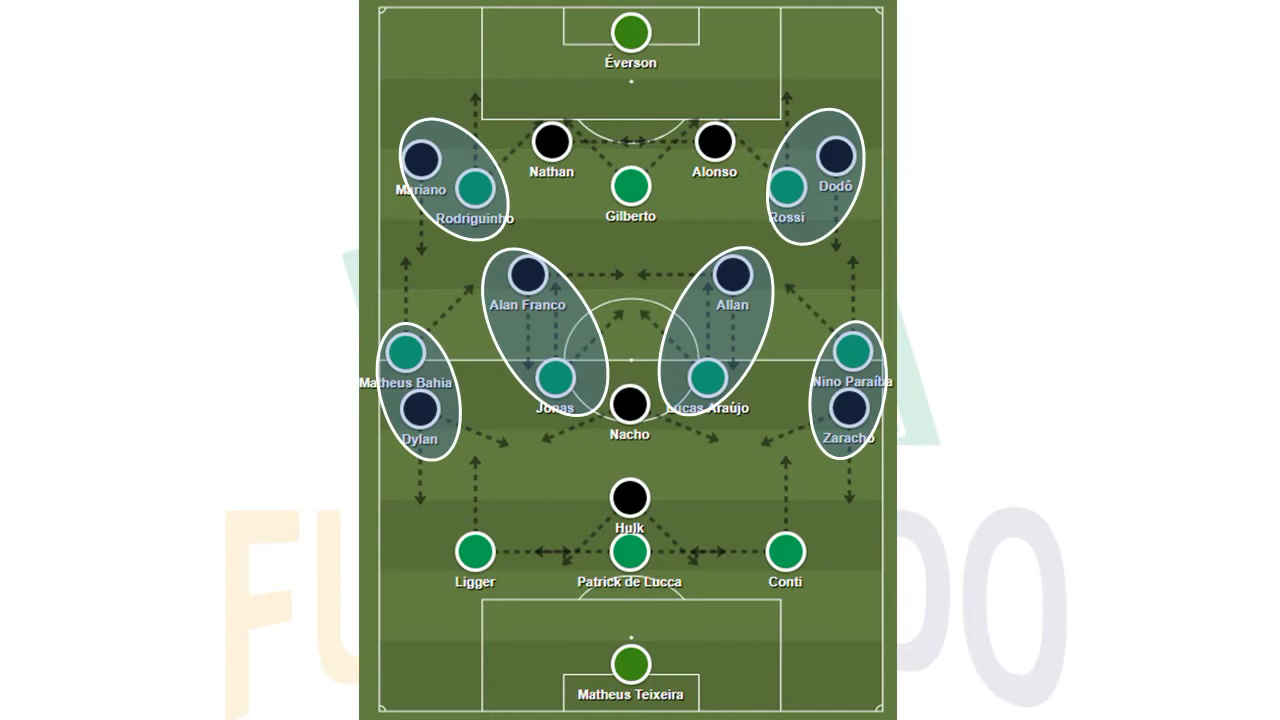 Éverson
Nathan
Alonso
Mariano
Dodô
Rodriguinho
Gilberto
Rossi
Alan Franco
Allan
Matheus Bahia
Nino Paraíba
Jonas
Lucas Araújo
Dylan
Nacho
Zaracho
Hulk
Ligger
Patrick de Lucca
Conti
Matheus Teixeira